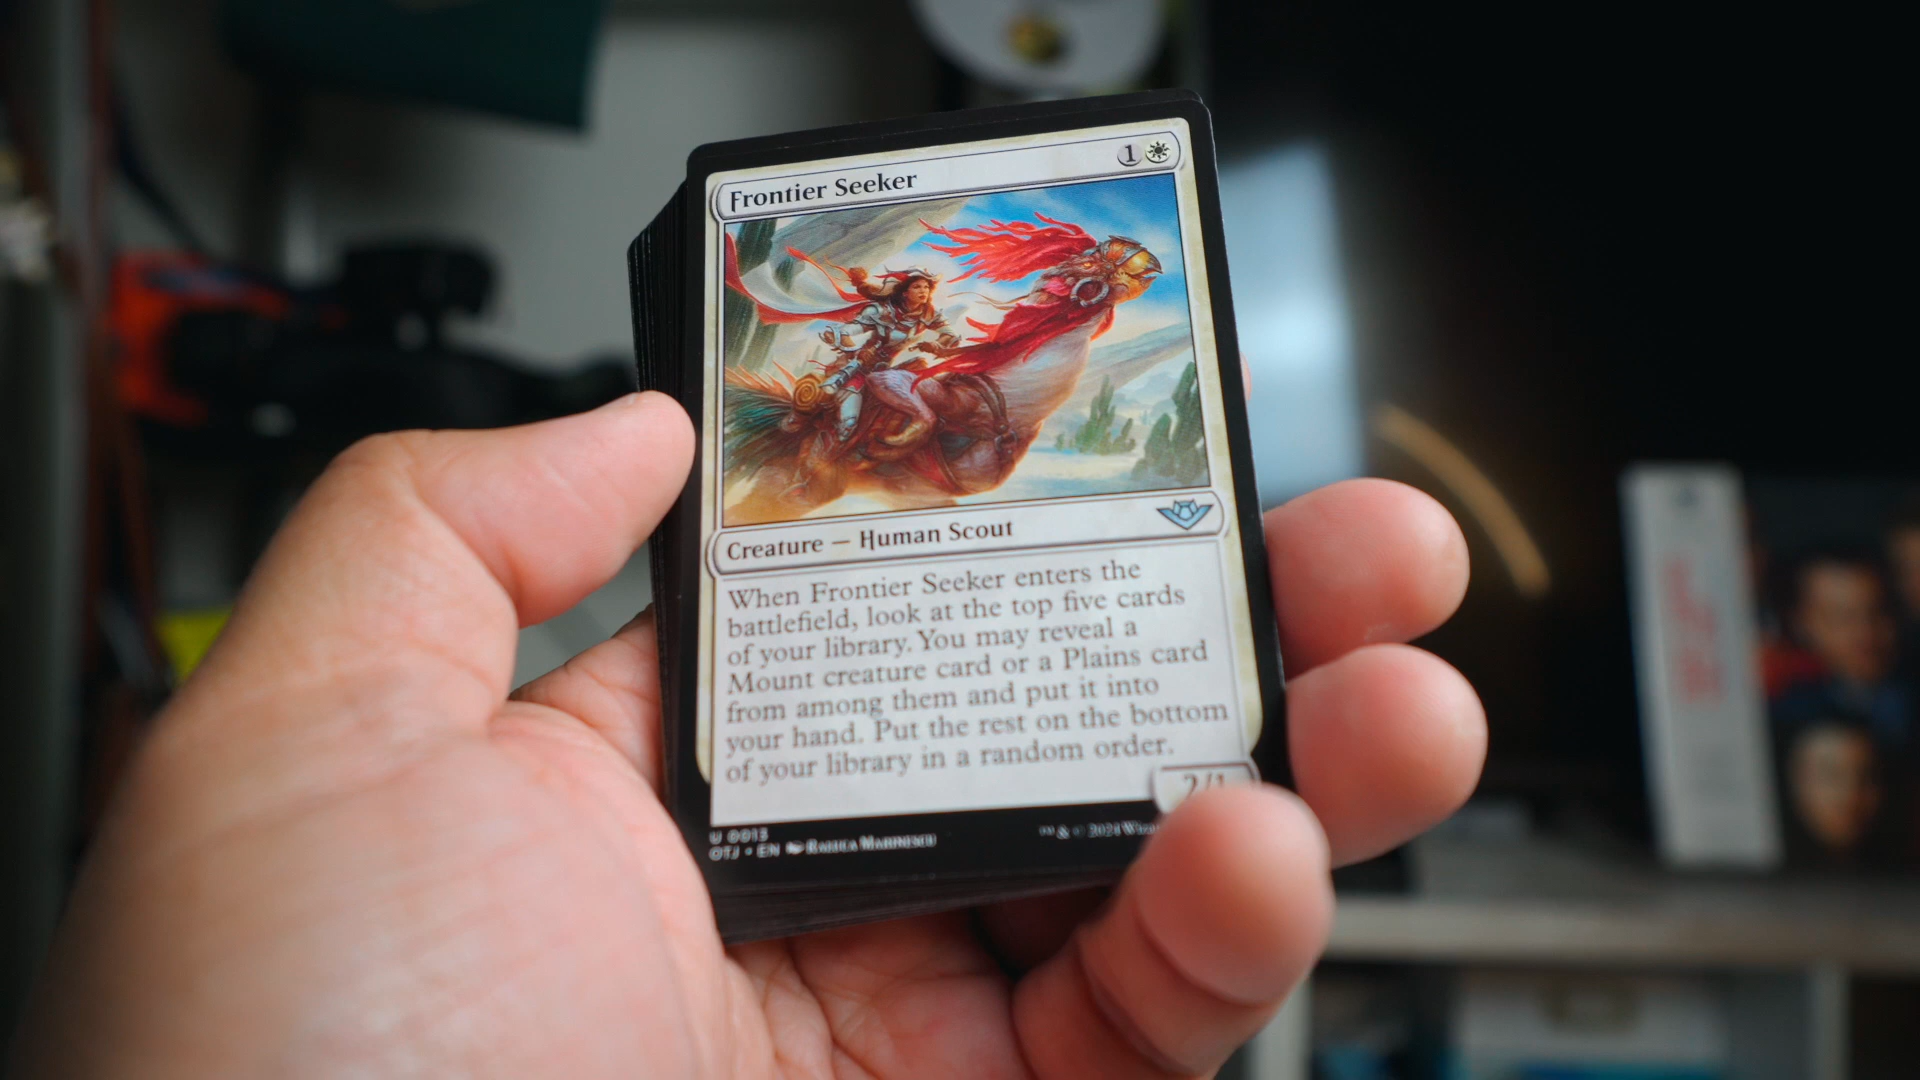 Frontier Seeker 1
Creature — Human Scout
When Frontier Seeker enters the
battlefield, look at the top five cards
of your library. You may reveal a
Mount creature card or a Plains card
from among them and put it into
your hand. Put the rest on the bottom
of your library in a random order.
2/1
U 0013
OTJ • EN Raluca Marinescu
™ & © 2024 Wizar